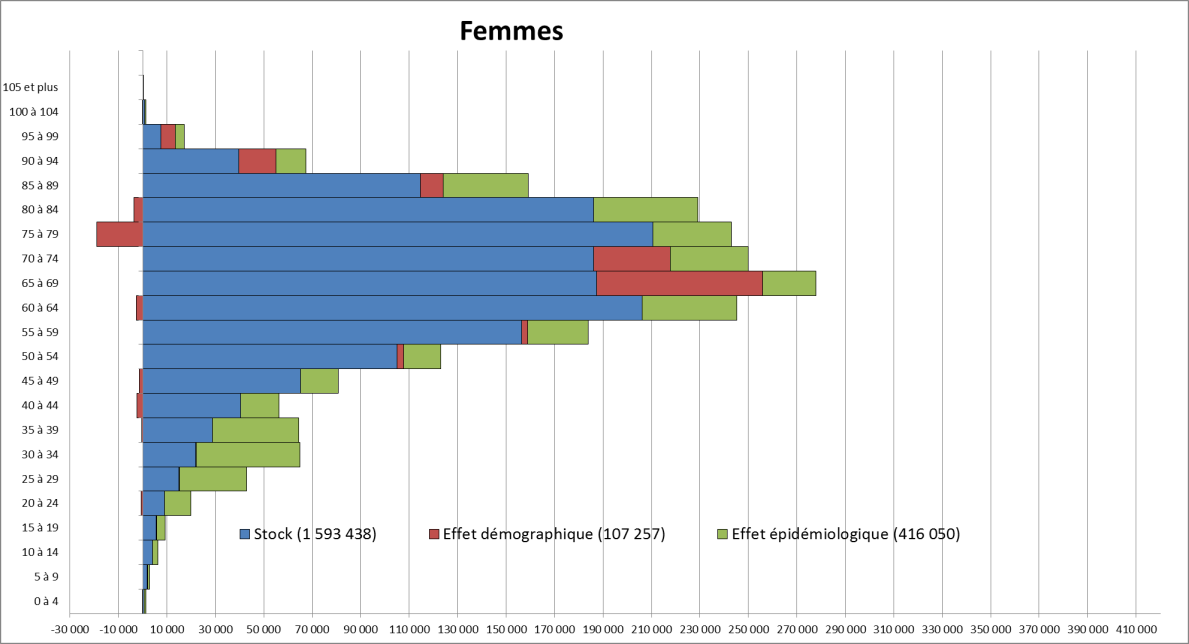 Femmes
105 et plus
100 à 104
95 à 99
90 à 94
85 à 89
80 à 84
75 à 79
70 à 74
65 à 69
60 à 64
55 à 59
50 à 54
45 à 49
40 à 44
35 à 39
30 à 34
25 à 29
20 à 24
15 à 19
10 à 14
5 à 9
0 à 4
Stock (1 593 438) Effet démographique (107 257) Effet épidémiologique (416 050)
-30 000 -10 000 10 000 30 000 50 000 70 000 90 000 110 000 130 000 150 000 170 000 190 000 210 000 230 000 250 000 270 000 290 000 310 000 330 000 350 000 370 000 390 000 410 000